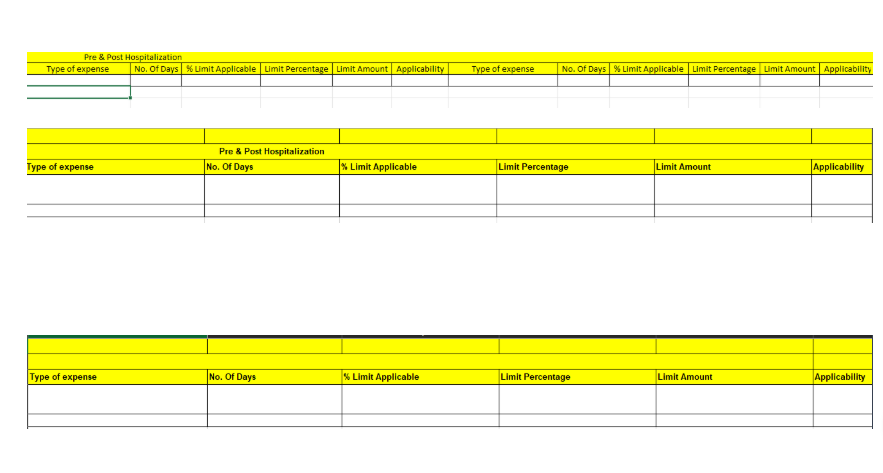 Pre & Post Hospitalization
Type of expense No. Of Days % Limit Applicable Limit Percentage Limit Amount Applicability Type of expense No. Of Days % Limit Applicable Limit Percentage Limit Amount Applicability
Pre & Post Hospitalization
Type of expense No. Of Days % Limit Applicable Limit Percentage Limit Amount Applicability
Type of expense No. Of Days % Limit Applicable Limit Percentage Limit Amount Applicability